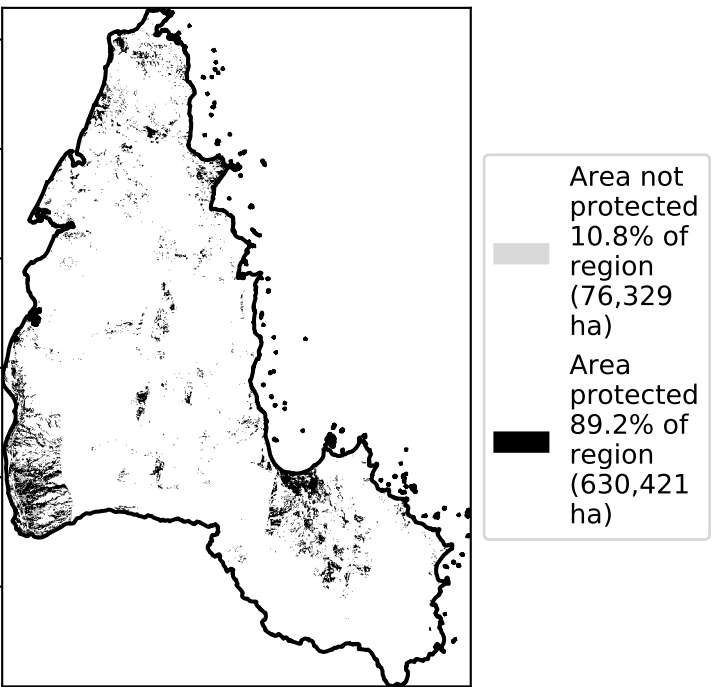 Area not
protected
10.8% of
region
(76,329
ha)
Area
protected
89.2% of
region
(630,421
ha)